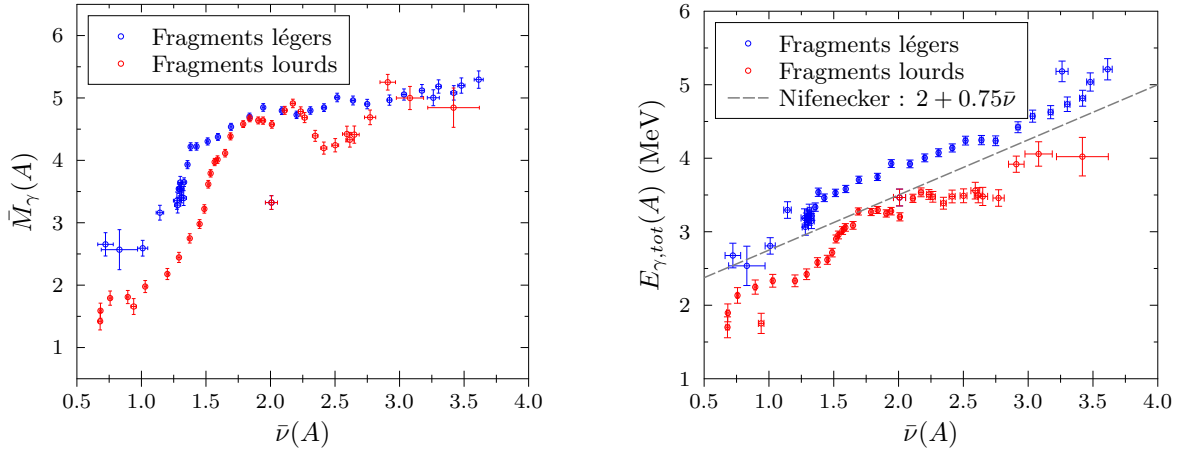 Fragments légers
Fragments lourds
6
5
4
3
2
1
0.5 1.0 1.5 2.0 2.5 3.0 3.5 4.0
M̄γ(A)
ν̄(A)
Fragments légers
Fragments lourds
Nifenecker : 2 + 0.75ν̄
6
5
4
3
2
1
0.5 1.0 1.5 2.0 2.5 3.0 3.5 4.0
Eγ,tot(A) (MeV)
ν̄(A)